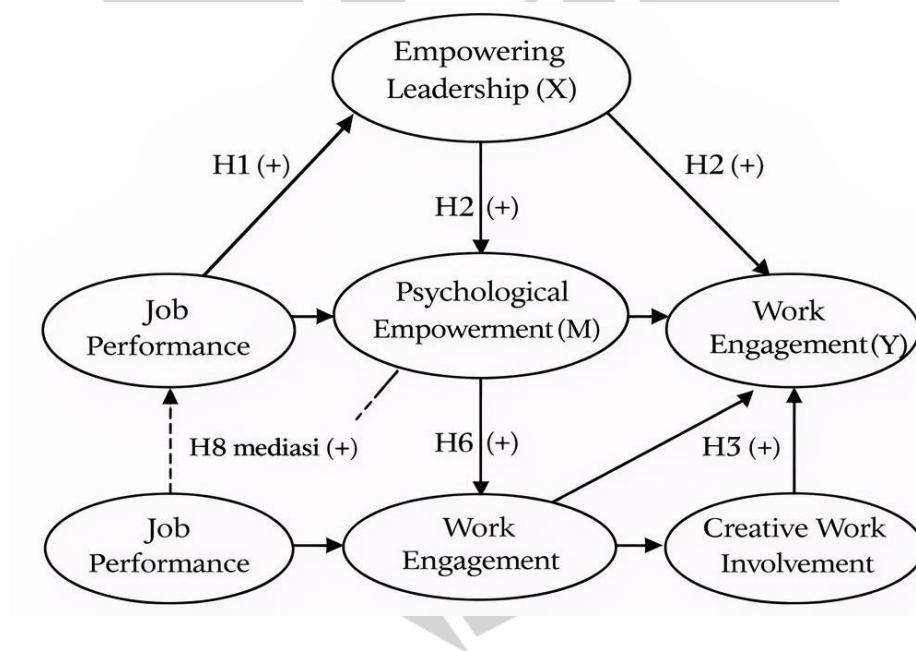 Empowering
Leadership (X)
H1 (+)
H2 (+)
H2 (+)
Job
Performance
Psychological
Empowerment (M)
Work
Engagement (Y)
H8 mediasi (+)
H6 (+)
H3 (+)
Job
Performance
Work
Engagement
Creative Work
Involvement